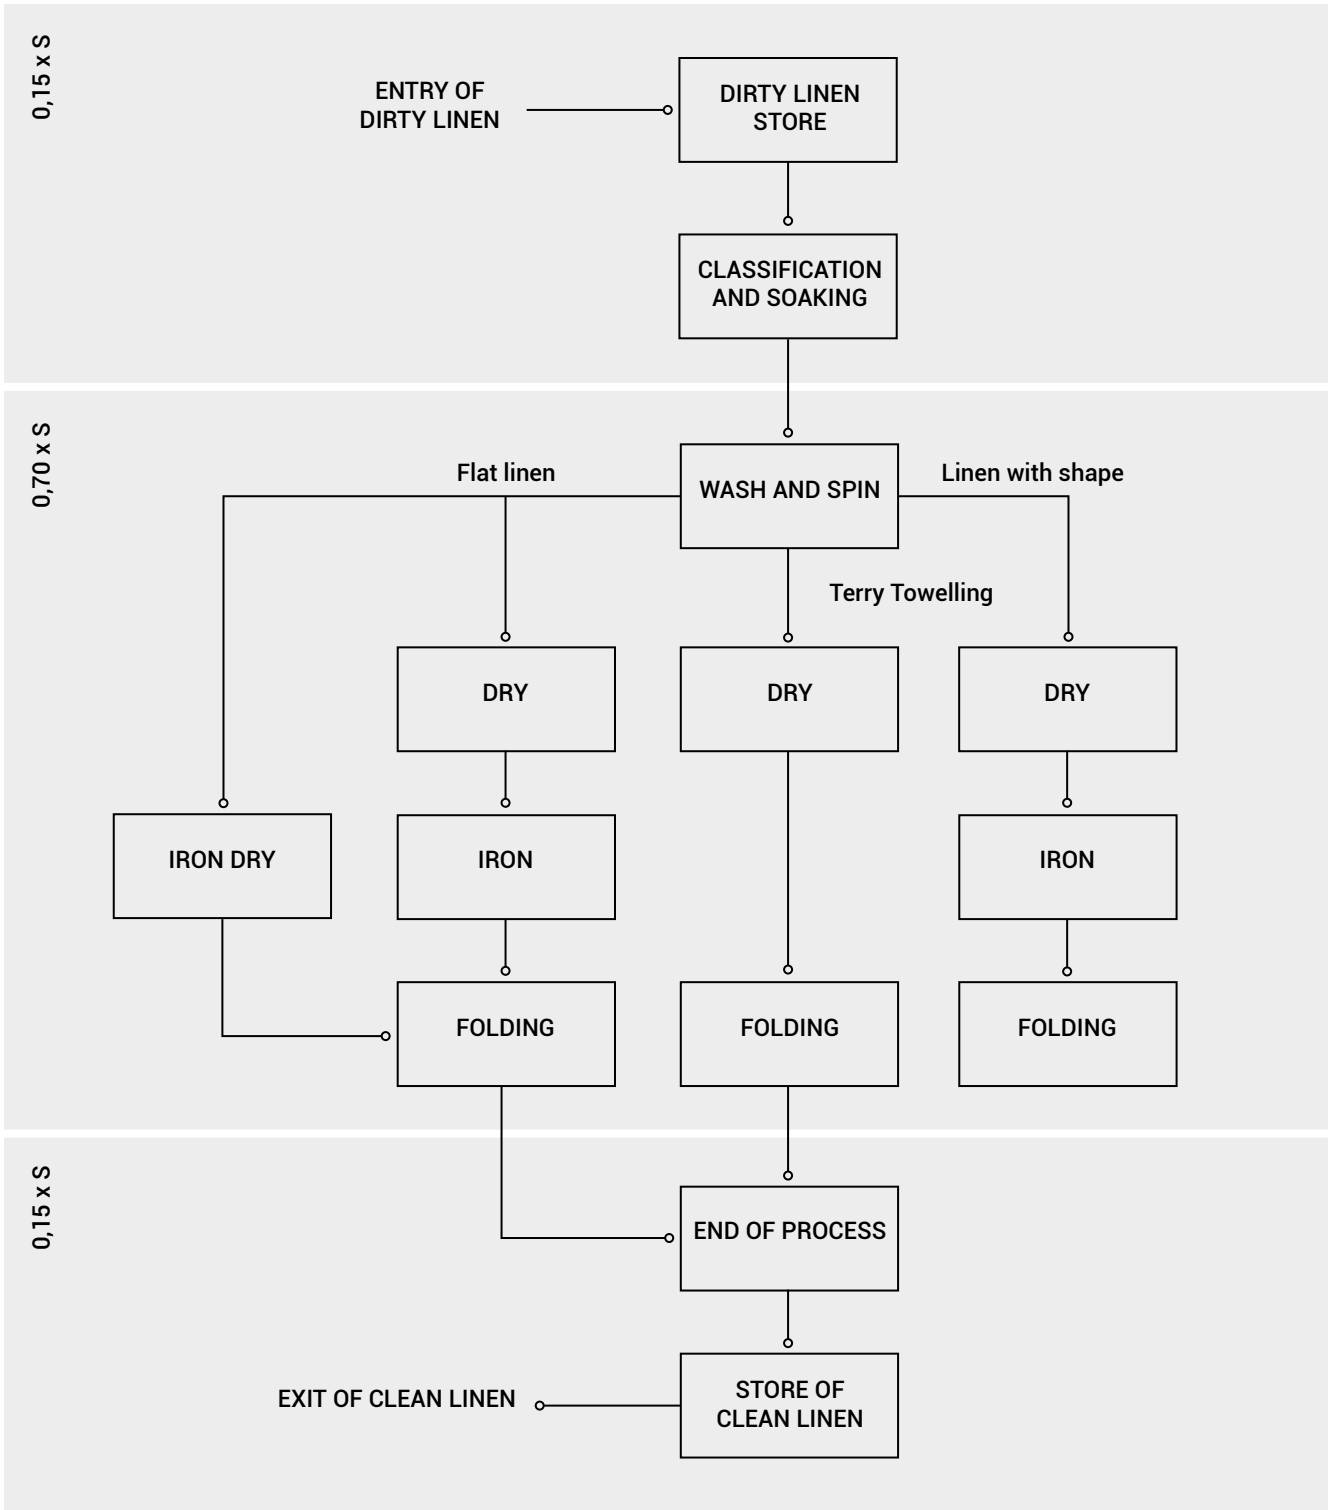 0,15 x S
ENTRY OF
DIRTY LINEN
DIRTY LINEN
STORE
CLASSIFICATION
AND SOAKING
0,70 x S
Flat linen
WASH AND SPIN
Linen with shape
Terry Towelling
DRY
DRY
DRY
IRON DRY
IRON
IRON
FOLDING
FOLDING
FOLDING
0,15 x S
END OF PROCESS
EXIT OF CLEAN LINEN
STORE OF
CLEAN LINEN